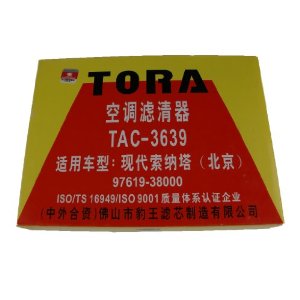 TORA
空调滤清器
TAC-3639
适用车型：现代索纳塔（北京）
97619-38000
ISO/TS 16949/ISO 9001 质量体系认证企业
(中外合资)佛山市豹王滤芯制造有限公司